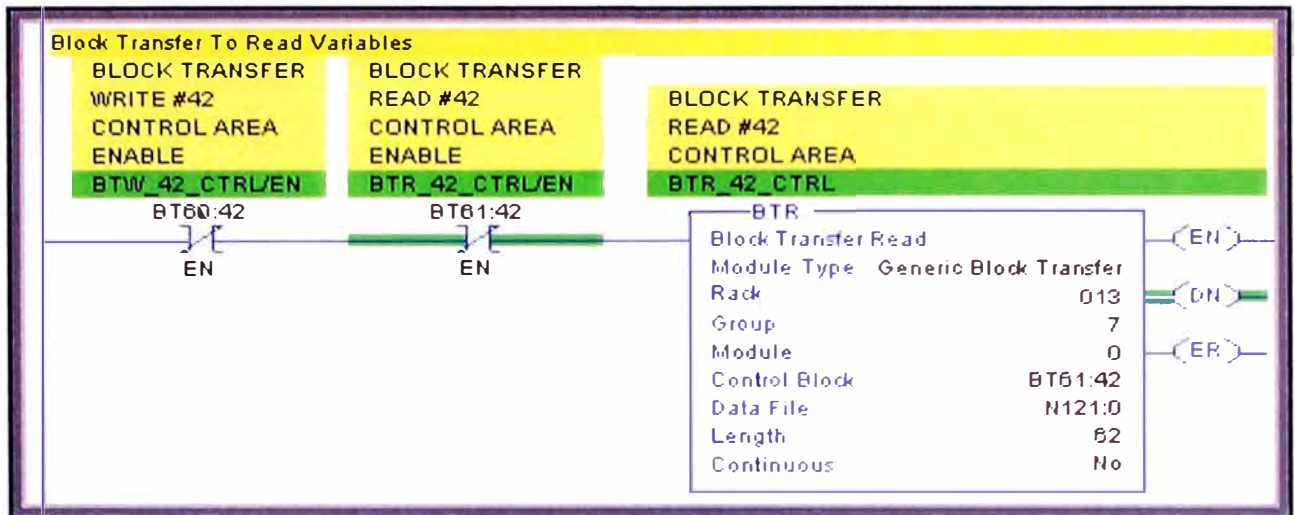 Block Transfer To Read Variables
BLOCK TRANSFER
WRITE #42
CONTROL AREA
ENABLE
BTW_42_CTRL/EN
BT60:42
EN
BLOCK TRANSFER
READ #42
CONTROL AREA
ENABLE
BTR_42_CTRL/EN
BT61:42
EN
BLOCK TRANSFER
READ #42
CONTROL AREA
BTR_42_CTRL
BTR
Block Transfer Read
Module Type Generic Block Transfer
Rack 013
Group 7
Module 0
Control Block BT61:42
Data File N121:0
Length 62
Continuous No
EN
DN
ER